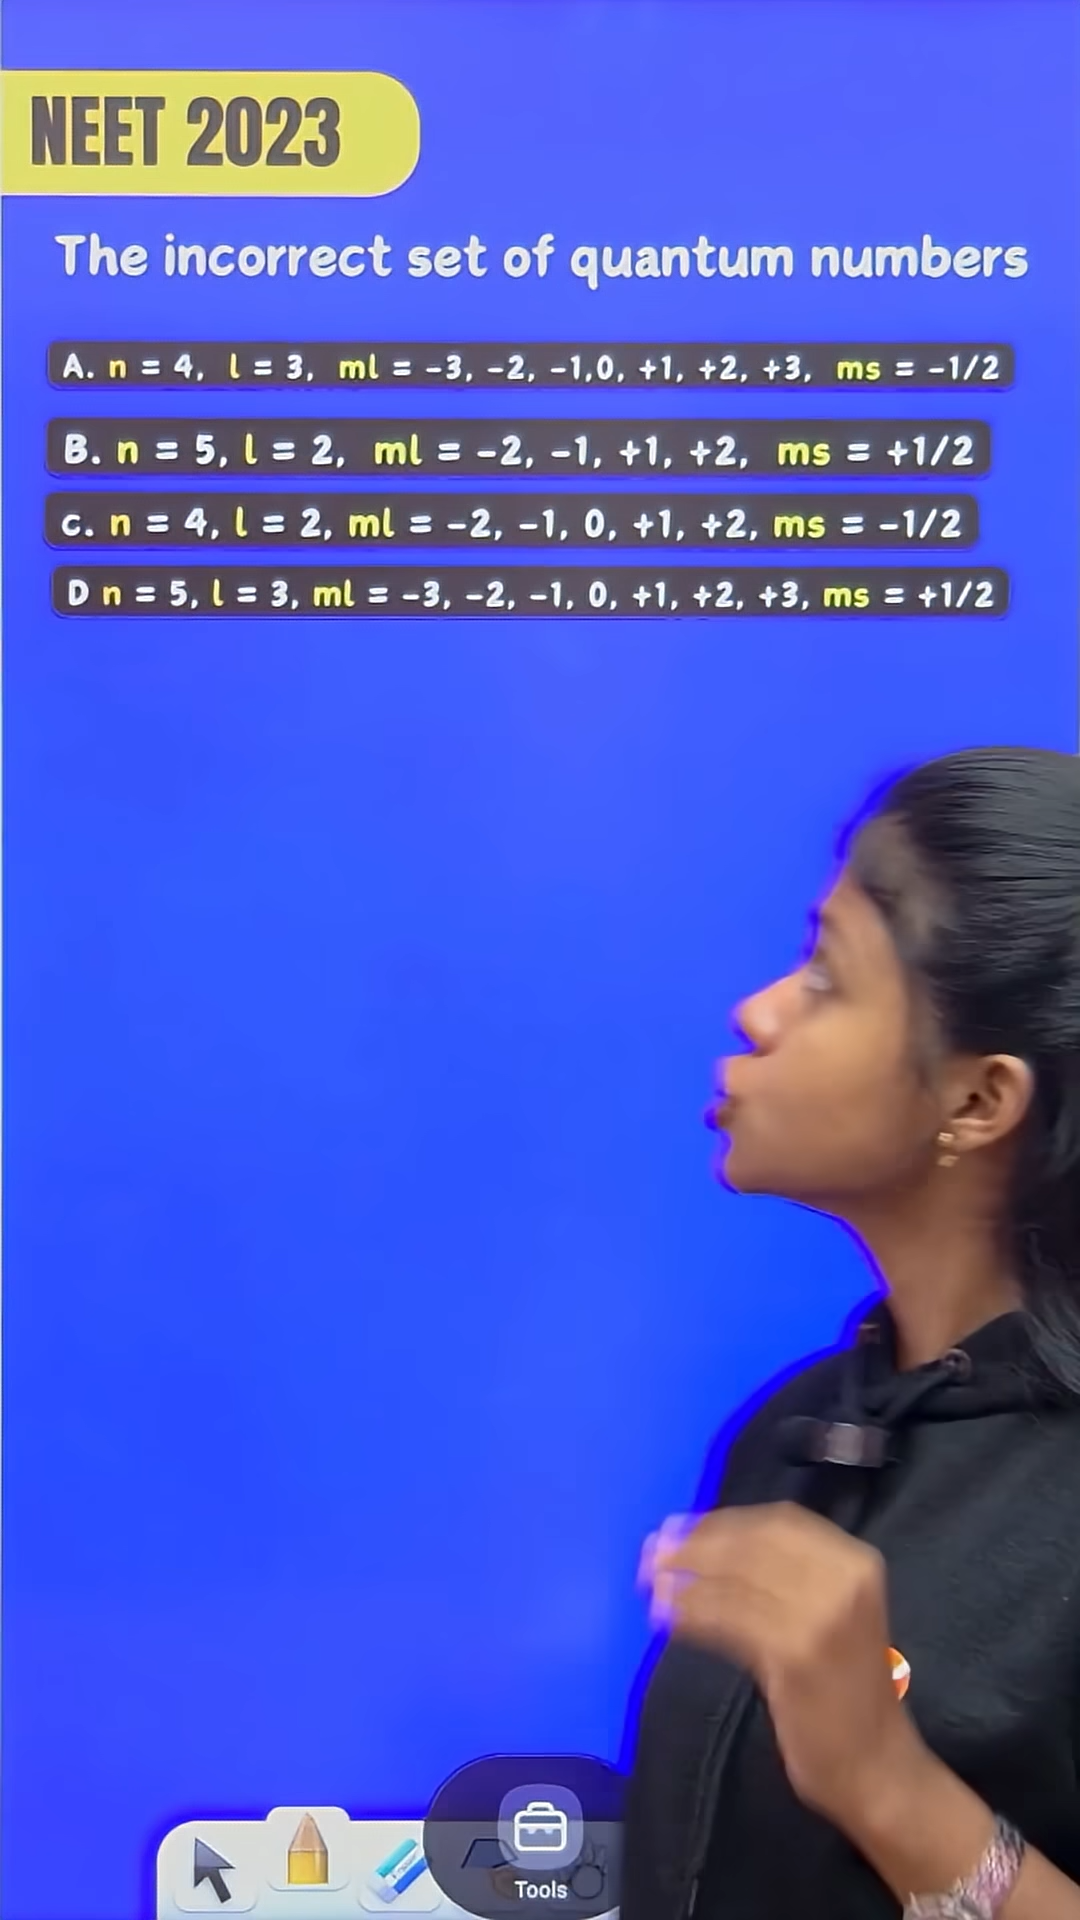 NEET 2023
The incorrect set of quantum numbers
A. n = 4, l = 3, ml = -3, -2, -1,0, +1, +2, +3, ms = -1/2
B. n = 5, l = 2, ml = -2, -1, +1, +2, ms = +1/2
c. n = 4, l = 2, ml = -2, -1, 0, +1, +2, ms = -1/2
D n = 5, l = 3, ml = -3, -2, -1, 0, +1, +2, +3, ms = +1/2
Tools